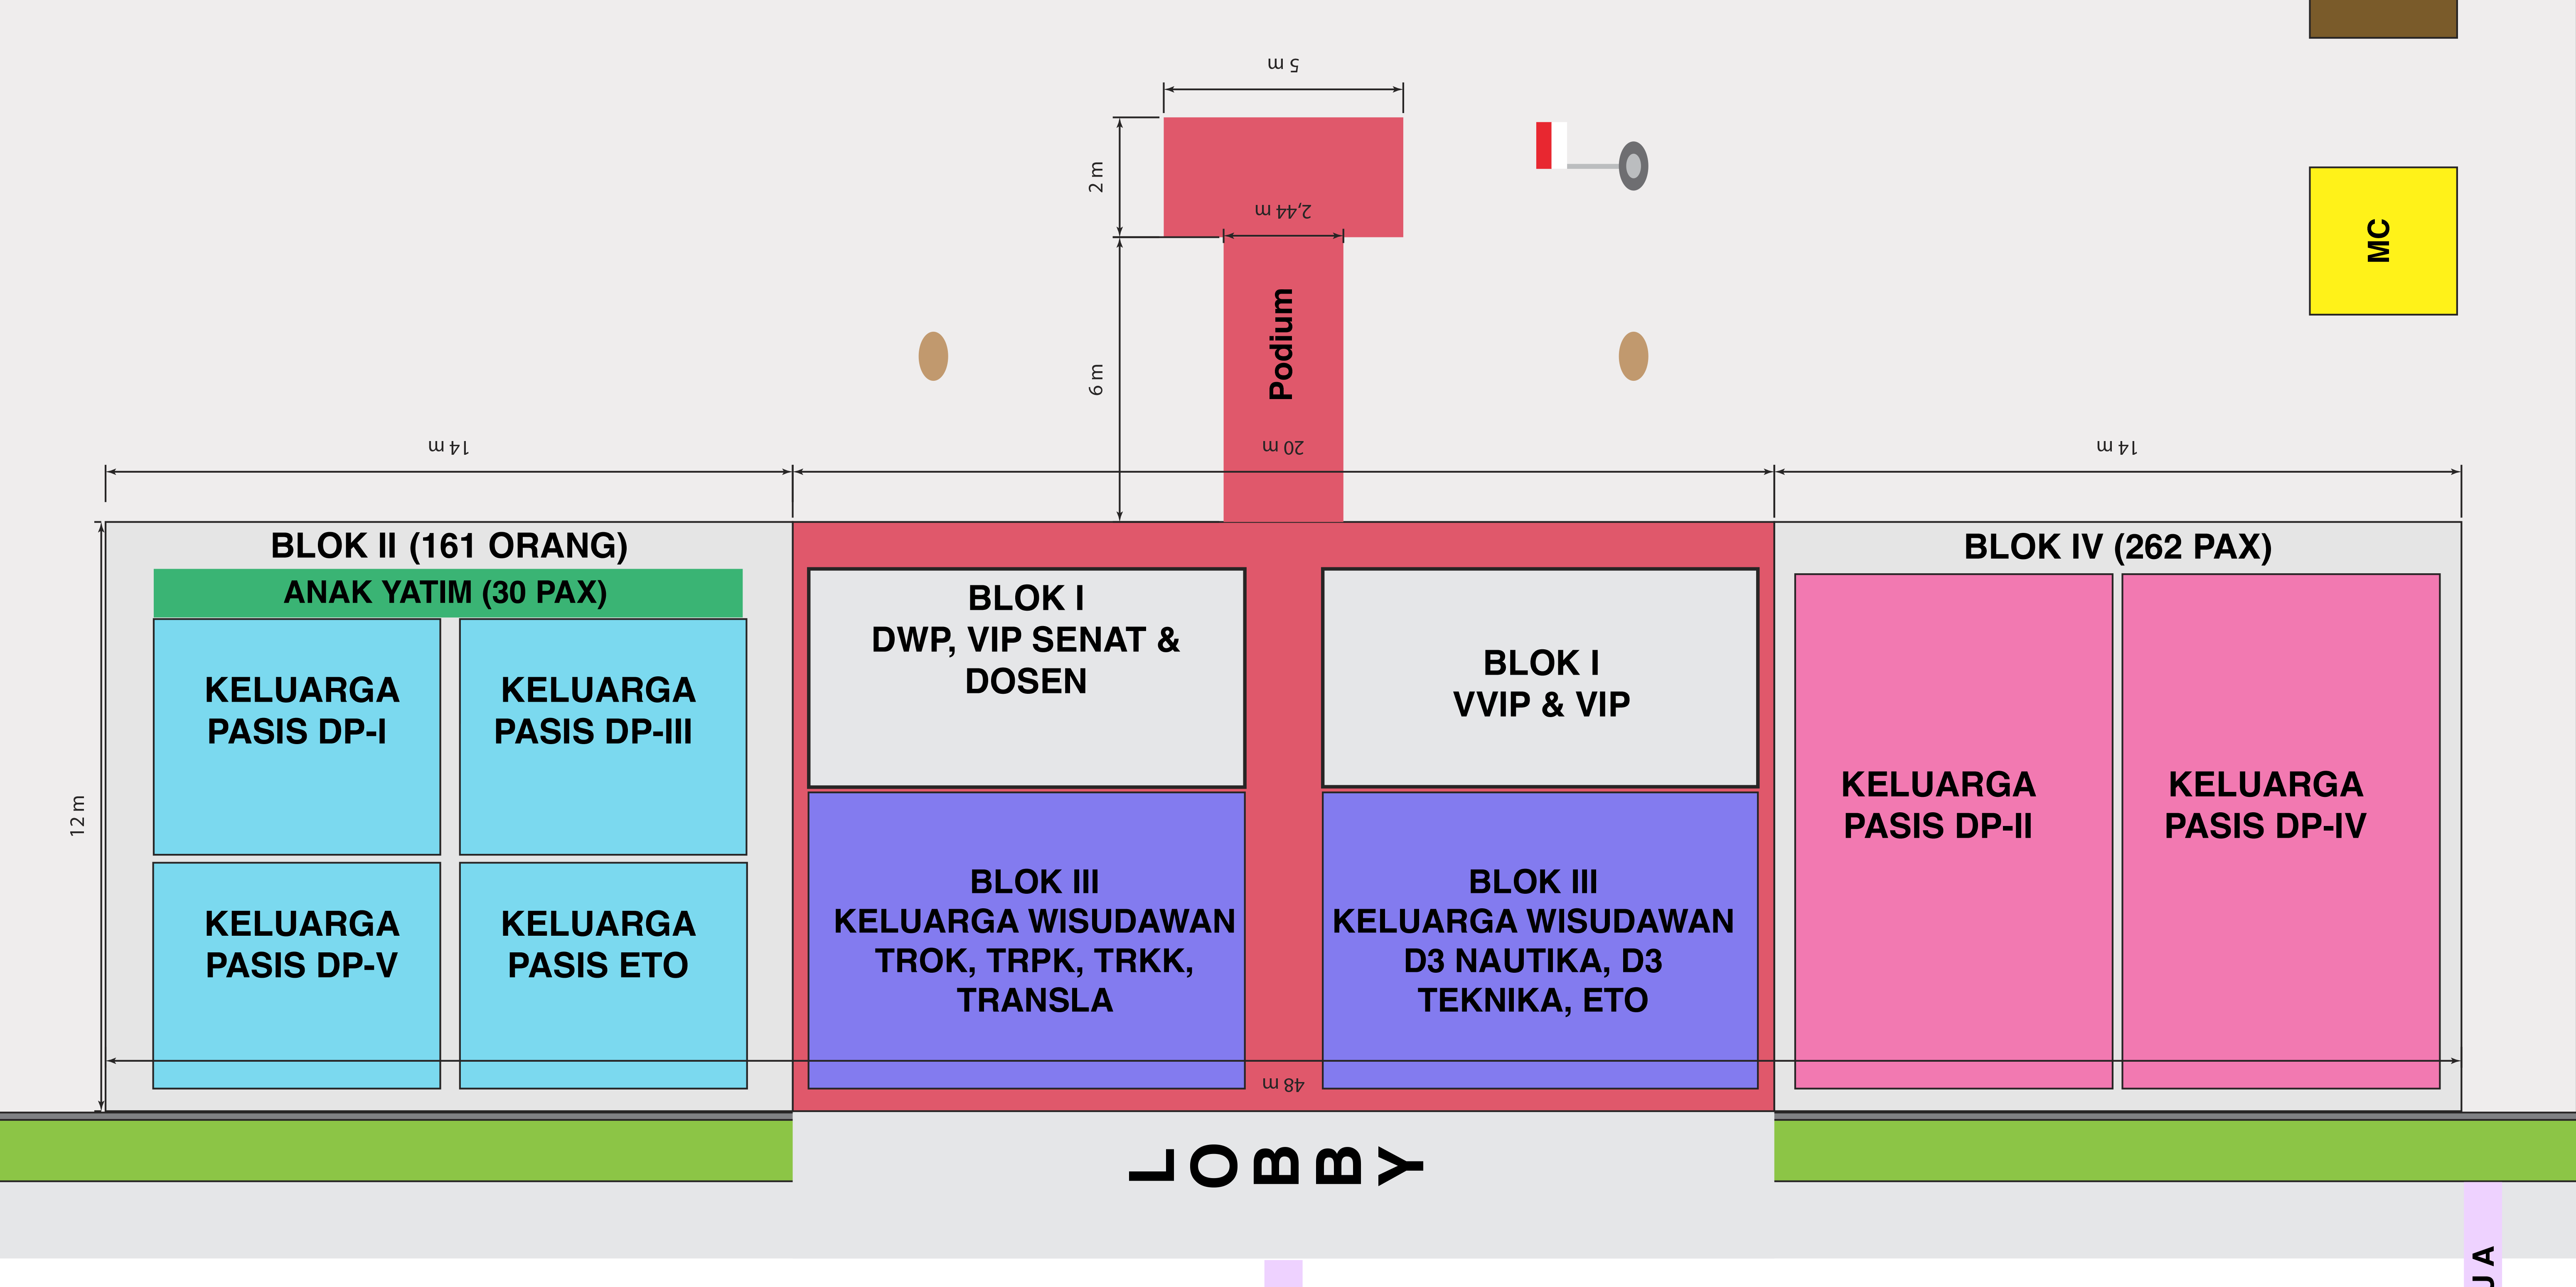 5 m
2 m
2,44 m
MC
Podium
6 m
14 m
20 m
14 m
BLOK II (161 ORANG)
ANAK YATIM (30 PAX)
KELUARGA
PASIS DP-I
KELUARGA
PASIS DP-III
KELUARGA
PASIS DP-V
KELUARGA
PASIS ETO
12 m
BLOK I
DWP, VIP SENAT &
DOSEN
BLOK I
VVIP & VIP
BLOK III
KELUARGA WISUDAWAN
TROK, TRPK, TRKK,
TRANSLA
BLOK III
KELUARGA WISUDAWAN
D3 NAUTIKA, D3
TEKNIKA, ETO
BLOK IV (262 PAX)
KELUARGA
PASIS DP-II
KELUARGA
PASIS DP-IV
48 m
LOBBY